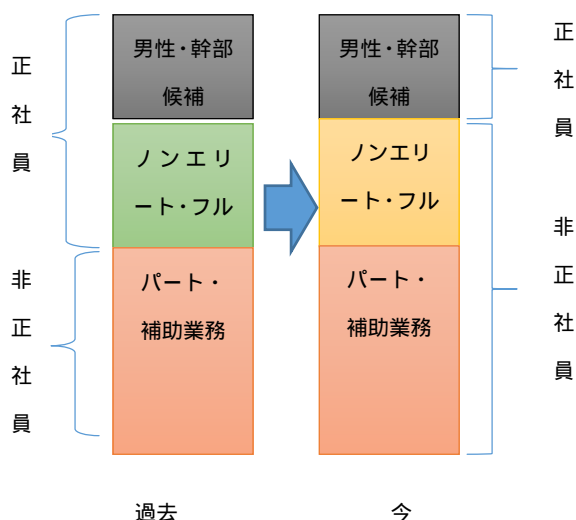 正社員
男性・幹部
候補
ノンエリ
ート・フル
非正社員
パート・
補助業務
過去
男性・幹部
候補
ノンエリ
ート・フル
パート・
補助業務
今
正社員
非正社員